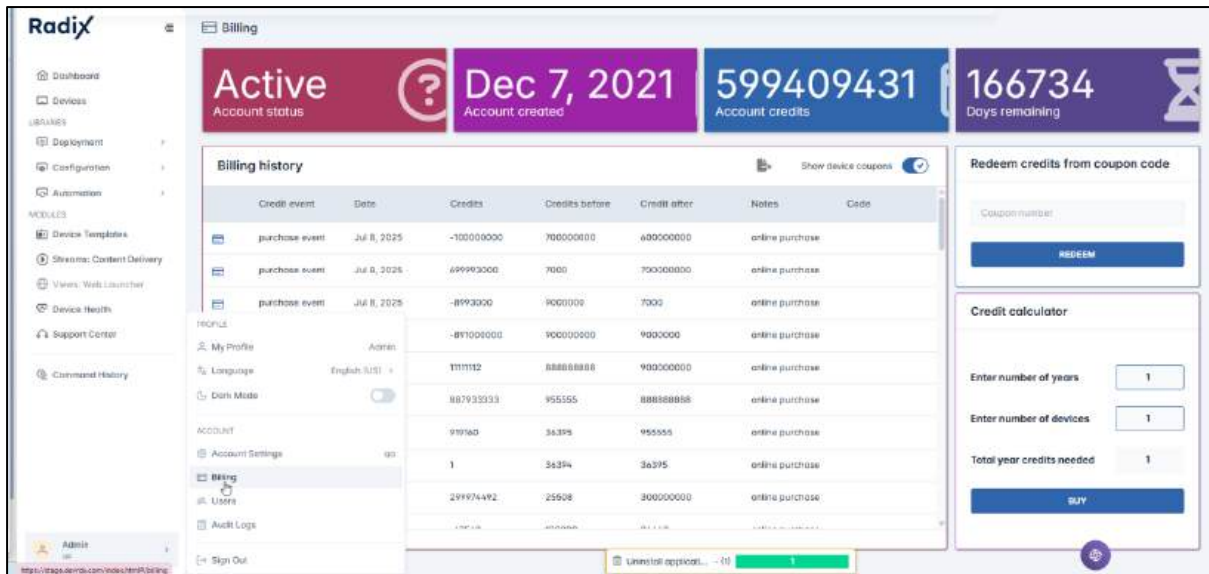 Radix
Billing
Active
Account status
Dec 7, 2021
Account created
599409431
Account credits
166734
Days remaining
Dashboard
Devices
LIBRARIES
Deployment
Configuration
Automation
MODULES
Device Templates
Streams: Content Delivery
Views: Web Launcher
Device Health
Support Center
Command History
Admin
Billing history
Show device coupons
Credit event Date Credits Credits before Credit after Notes Code
purchase event Jul 8, 2025 -100000000 700000000 600000000 online purchase
purchase event Jul 8, 2025 699993000 7000 700000000 online purchase
purchase event Jul 8, 2025 -8993000 9000000 7000 online purchase
-891000000 900000000 9000000 online purchase
11111112 888888888 900000000 online purchase
887933333 955555 888888888 online purchase
919160 36395 955555 online purchase
1 36394 36395 online purchase
299974492 25508 300000000 online purchase
PROFILE
My Profile Admin
Language English (US)
Dark Mode
ACCOUNT
Account Settings
Billing
Users
Audit Logs
Sign Out
Redeem credits from coupon code
Coupon number
REDEEM
Credit calculator
Enter number of years 1
Enter number of devices 1
Total year credits needed 1
BUY
Uninstall applicati... - (1) 1